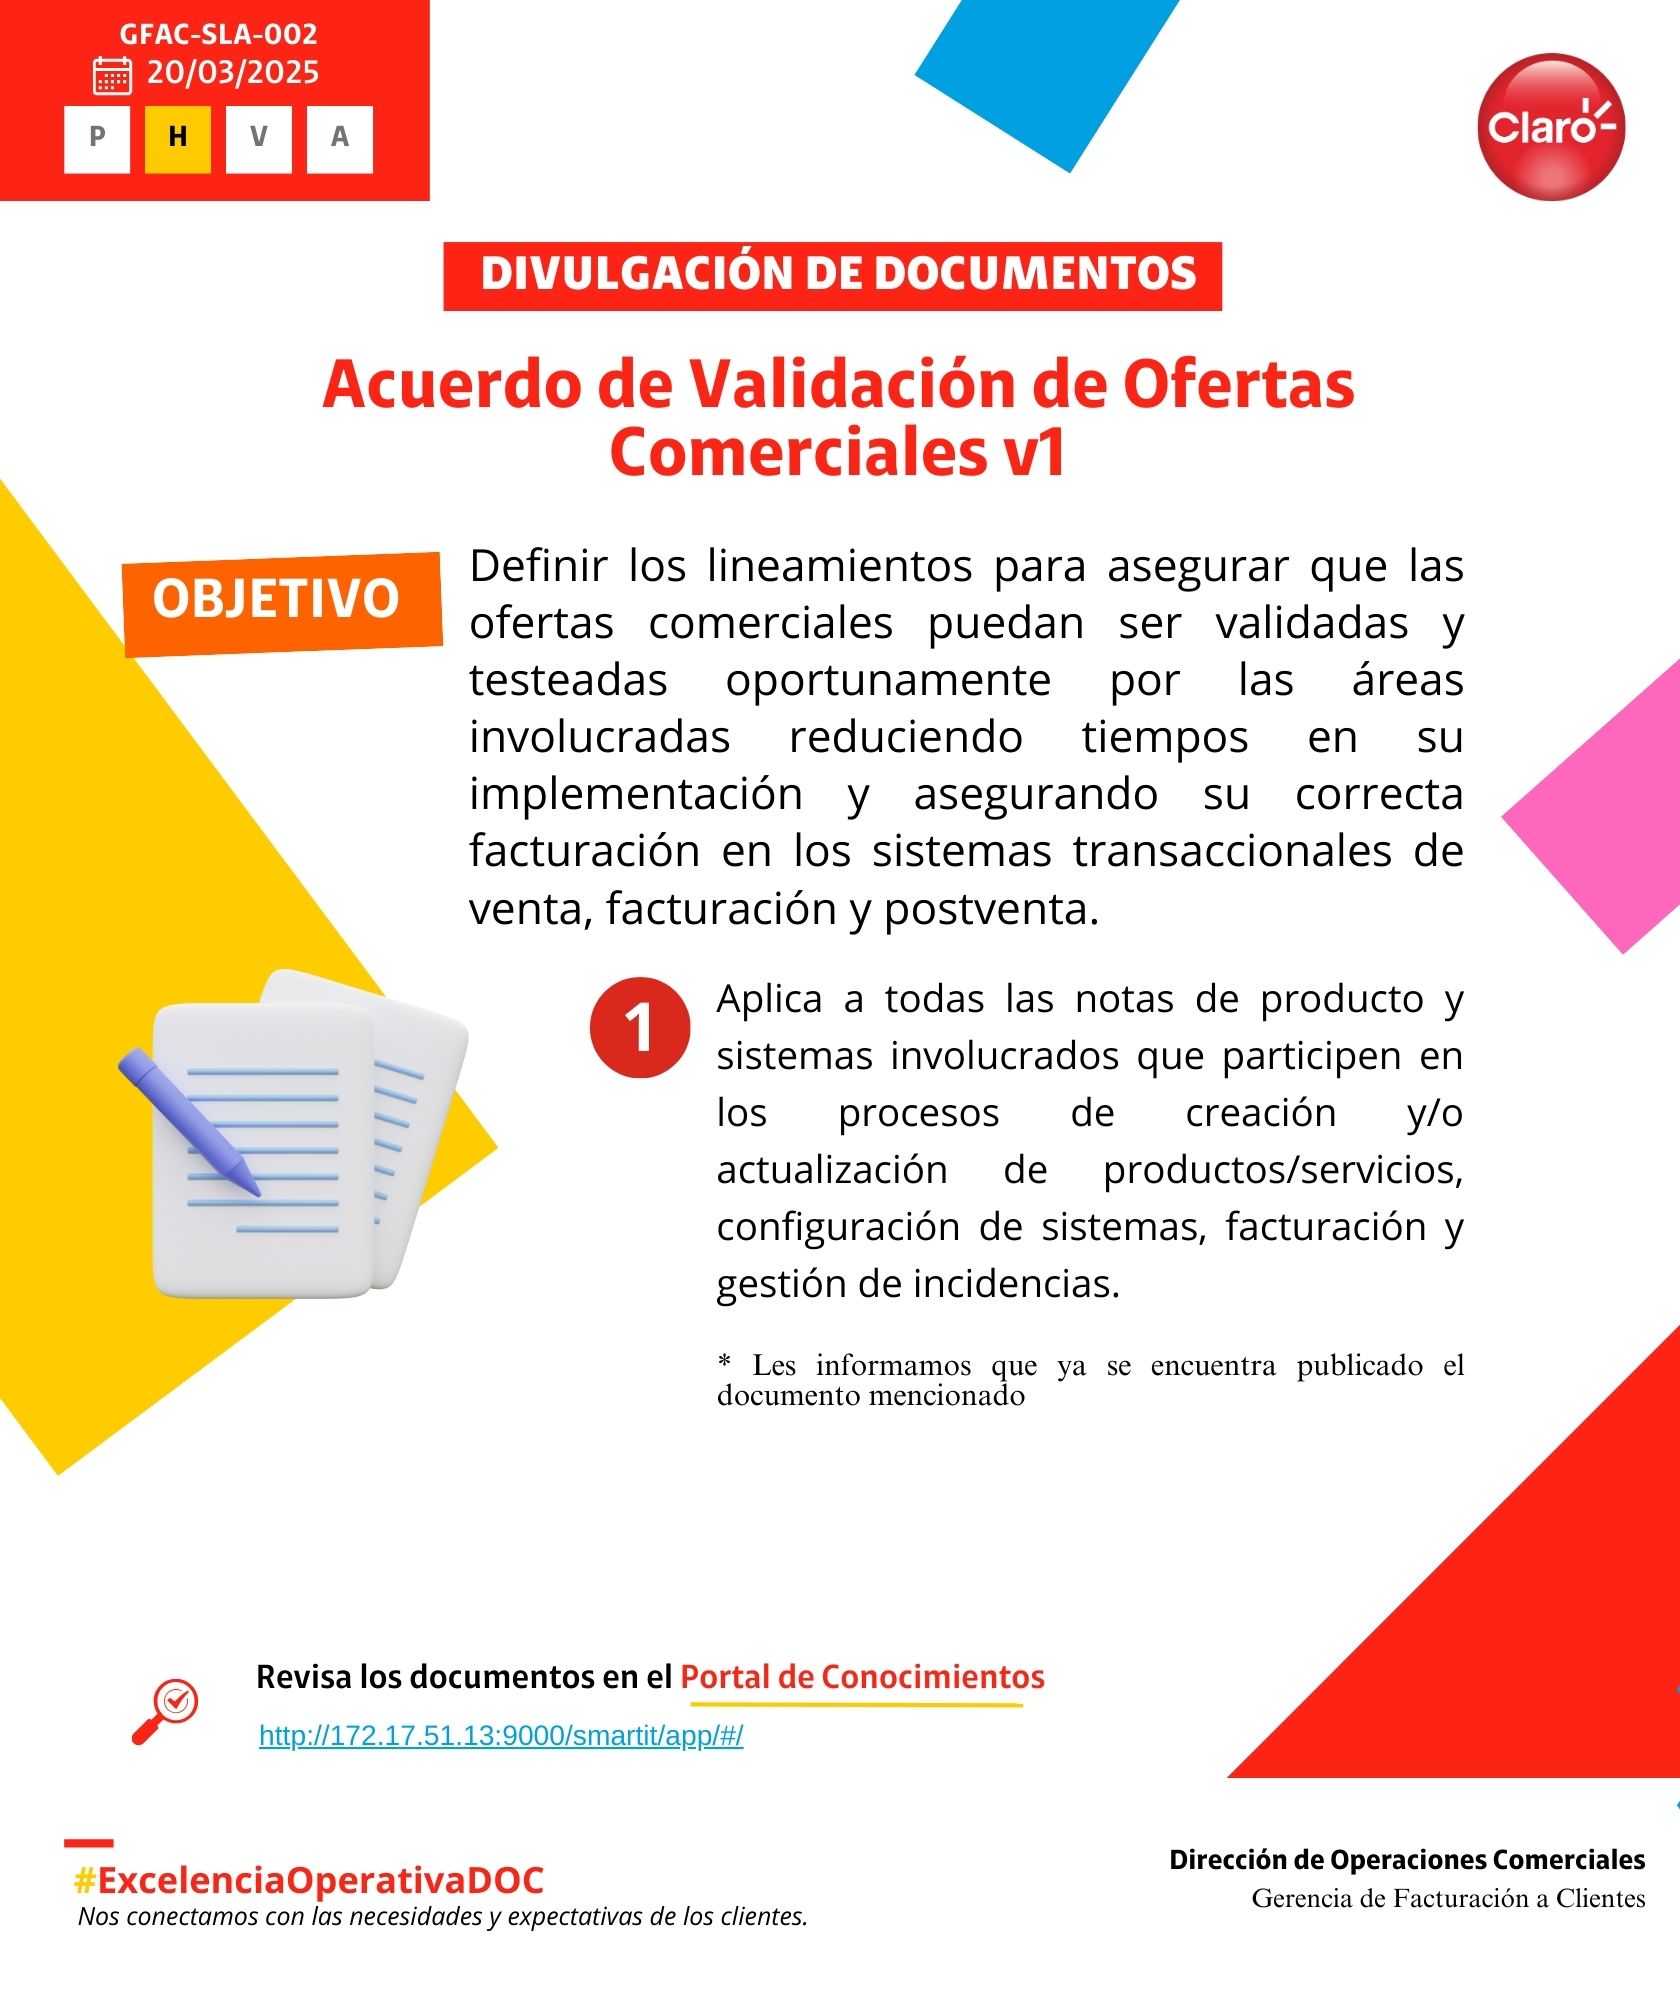 GFAC-SLA-002
20/03/2025
P H V A
Claro
DIVULGACIÓN DE DOCUMENTOS
Acuerdo de Validación de Ofertas
Comerciales v1
OBJETIVO
Definir los lineamientos para asegurar que las
ofertas comerciales puedan ser validadas y
testeadas oportunamente por las áreas
involucradas reduciendo tiempos en su
implementación y asegurando su correcta
facturación en los sistemas transaccionales de
venta, facturación y postventa.
1
Aplica a todas las notas de producto y
sistemas involucrados que participen en
los procesos de creación y/o
actualización de productos/servicios,
configuración de sistemas, facturación y
gestión de incidencias.
* Les informamos que ya se encuentra publicado el
documento mencionado
Revisa los documentos en el Portal de Conocimientos
http://172.17.51.13:9000/smartit/app/#/
#ExcelenciaOperativaDOC
Nos conectamos con las necesidades y expectativas de los clientes.
Dirección de Operaciones Comerciales
Gerencia de Facturación a Clientes